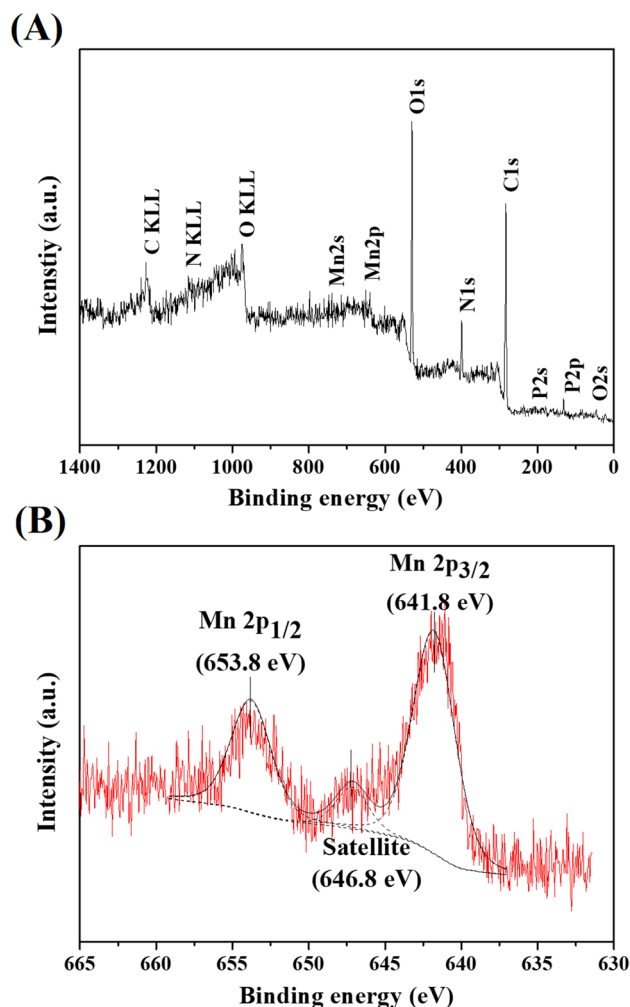 (A)
Intenstiy (a.u.)
C KLL
N KLL
O KLL
Mn2s
Mn2p
O1s
N1s
C1s
P2s
P2p
O2s
1400 1200 1000 800 600 400 200 0
Binding energy (eV)
(B)
Intensity (a.u.)
Mn 2p1/2
(653.8 eV)
Mn 2p3/2
(641.8 eV)
Satellite
(646.8 eV)
665 660 655 650 645 640 635 630
Binding energy (eV)